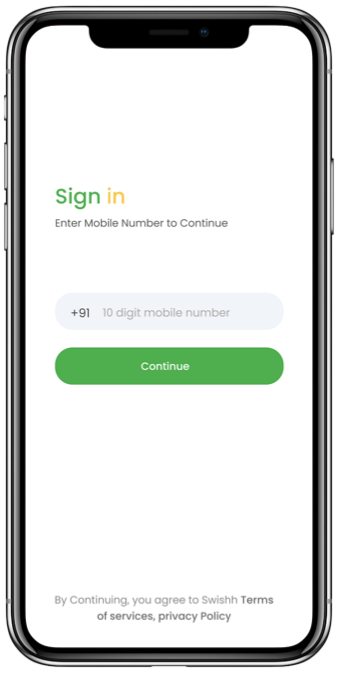 Sign in
Enter Mobile Number to Continue
+91 10 digit mobile number
Continue
By Continuing, you agree to Swishh Terms
of services, privacy Policy